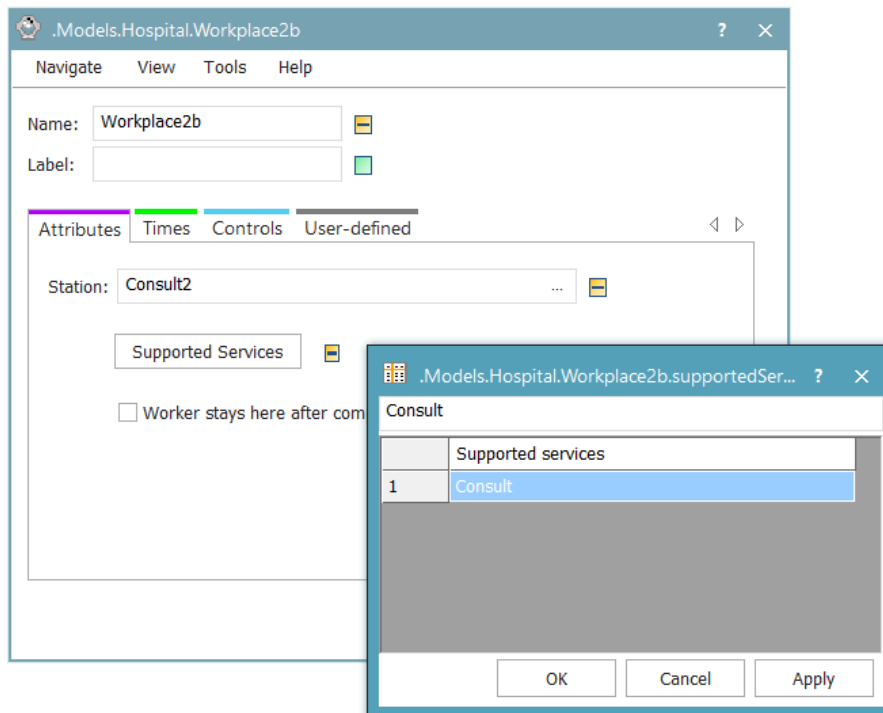 .Models.Hospital.Workplace2b ? ×
Navigate View Tools Help
Name: Workplace2b
Label:
Attributes Times Controls User-defined
Station: Consult2 ...
Supported Services
Worker stays here after com
.Models.Hospital.Workplace2b.supportedSer... ? ×
Consult
Supported services
1 Consult
OK Cancel Apply